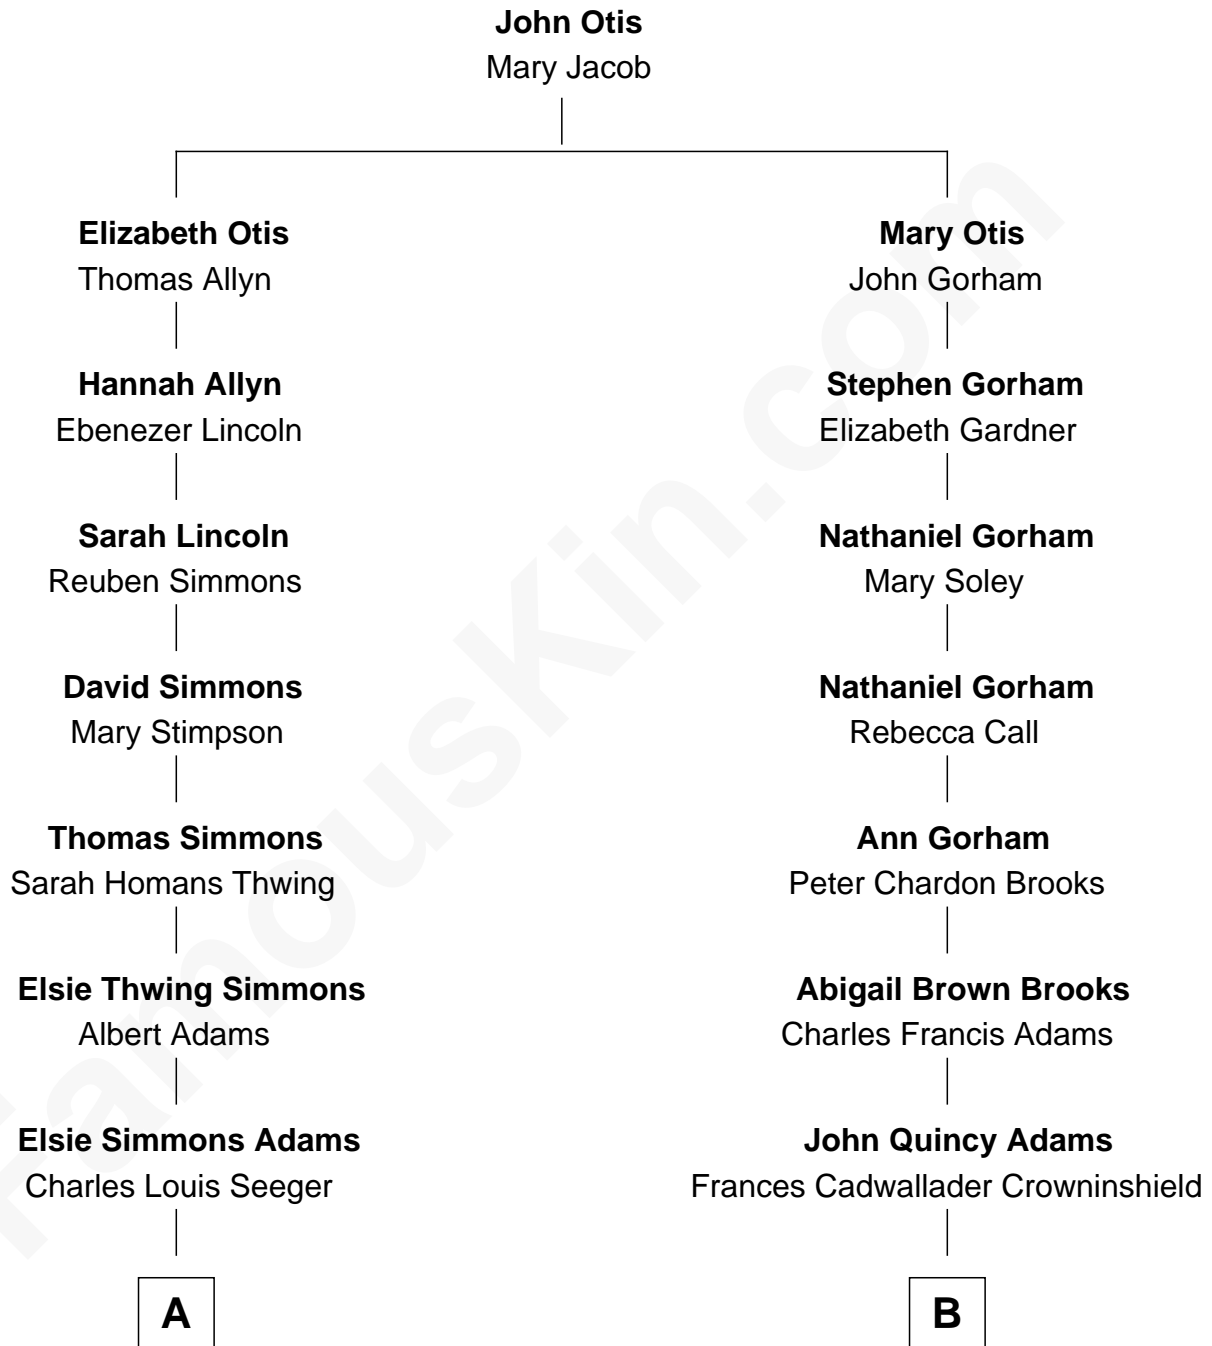 John Otis
Mary Jacob
Elizabeth Otis
Thomas Allyn
Mary Otis
John Gorham
Hannah Allyn
Ebenezer Lincoln
Stephen Gorham
Elizabeth Gardner
Sarah Lincoln
Reuben Simmons
Nathaniel Gorham
Mary Soley
David Simmons
Mary Stimpson
Nathaniel Gorham
Rebecca Call
Thomas Simmons
Sarah Homans Thwing
Ann Gorham
Peter Chardon Brooks
Elsie Thwing Simmons
Albert Adams
Abigail Brown Brooks
Charles Francis Adams
Elsie Simmons Adams
Charles Louis Seeger
John Quincy Adams
Frances Cadwallader Crowninshield
A
B
FamousKin.com